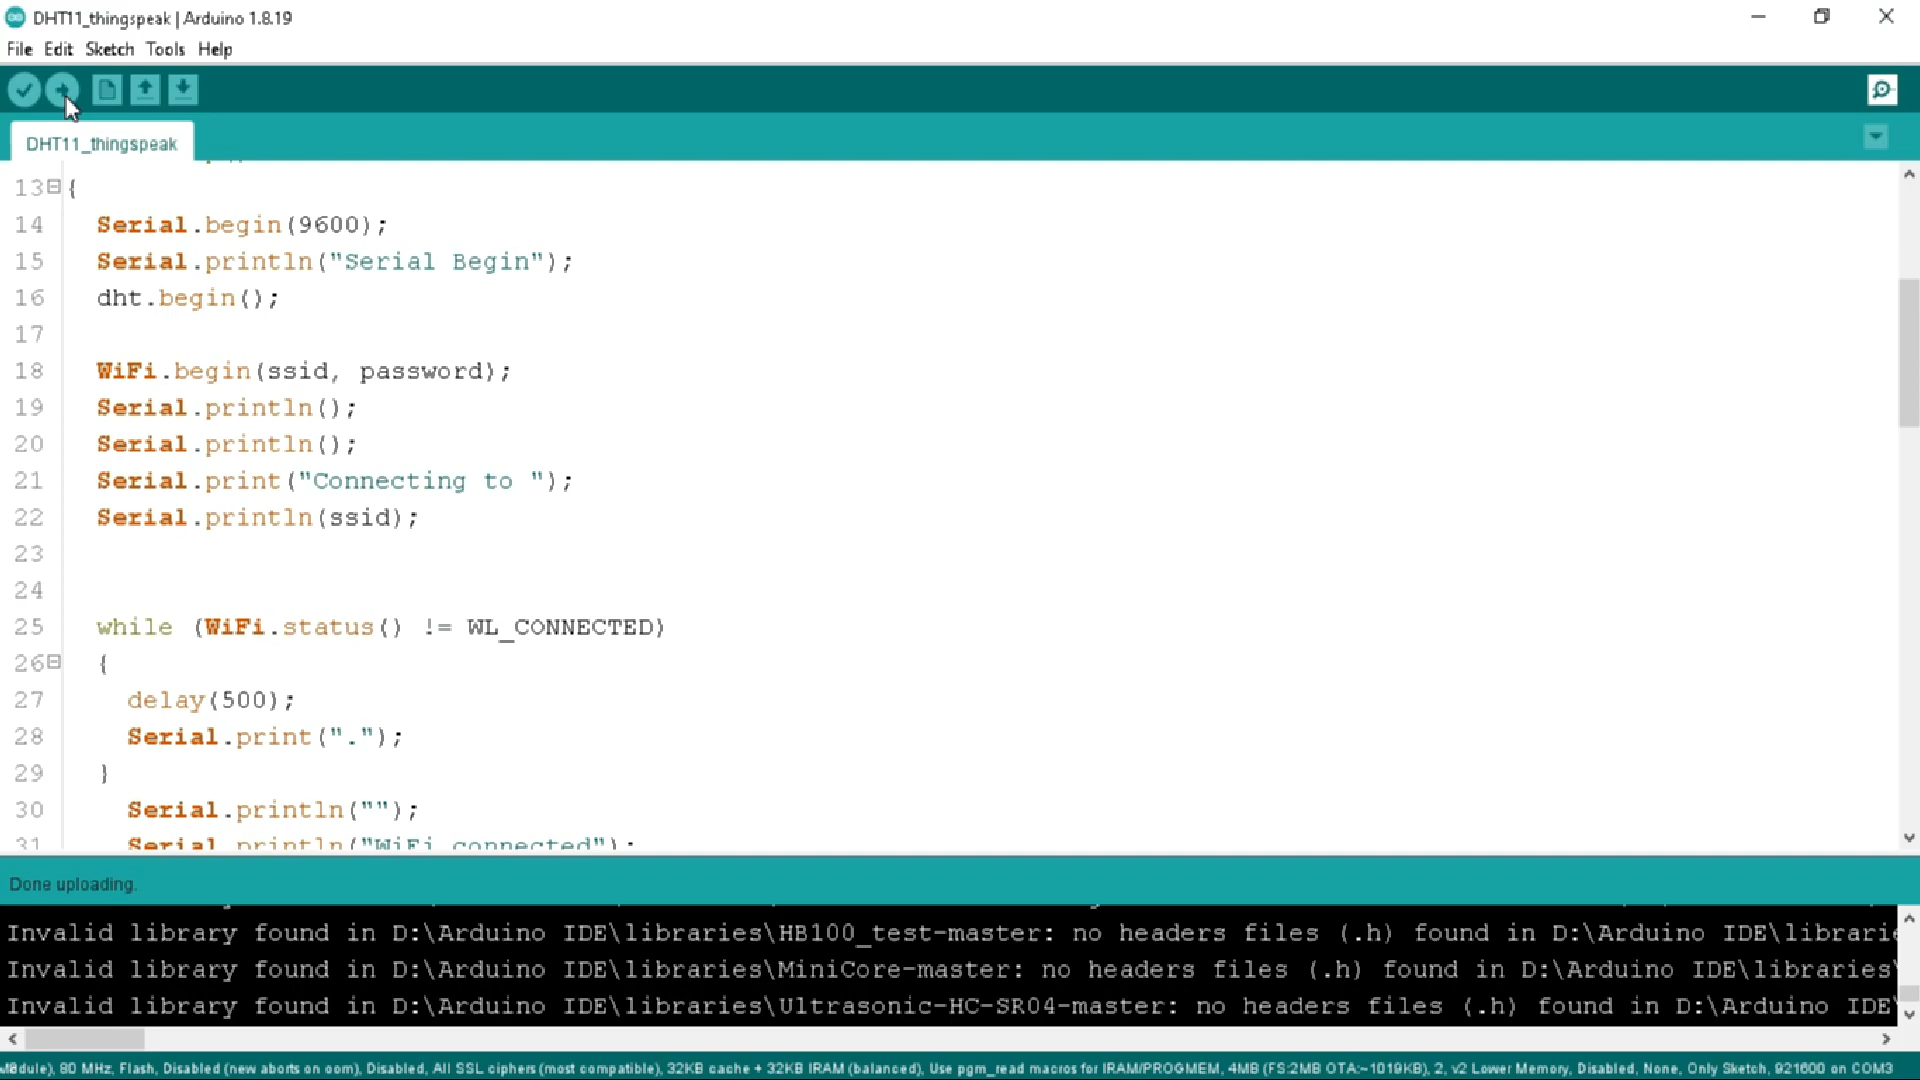 DHT11_thingspeak | Arduino 1.8.19
File Edit Sketch Tools Help
DHT11_thingspeak
13 {
14 Serial.begin(9600);
15 Serial.println("Serial Begin");
16 dht.begin();
17
18 WiFi.begin(ssid, password);
19 Serial.println();
20 Serial.println();
21 Serial.print("Connecting to ");
22 Serial.println(ssid);
23
24
25 while (WiFi.status() != WL_CONNECTED)
26 {
27 delay(500);
28 Serial.print(".");
29 }
30 Serial.println("");
31 Serial.println("WiFi connected");
Done uploading.
Invalid library found in D:\Arduino IDE\libraries\HB100_test-master: no headers files (.h) found in D:\Arduino IDE\librarie
Invalid library found in D:\Arduino IDE\libraries\MiniCore-master: no headers files (.h) found in D:\Arduino IDE\libraries\
Invalid library found in D:\Arduino IDE\libraries\Ultrasonic-HC-SR04-master: no headers files (.h) found in D:\Arduino IDE\
80 MHz, Flash, Disabled (new aborts on oom), Disabled, All SSL ciphers (most compatible), 32KB cache + 32KB IRAM (balanced), Use pgm_read macros for IRAM/PROGMEM, 4MB (FS:2MB OTA:~1019KB), 2, v2 Lower Memory, Disabled, None, Only Sketch, 921600 on COM3